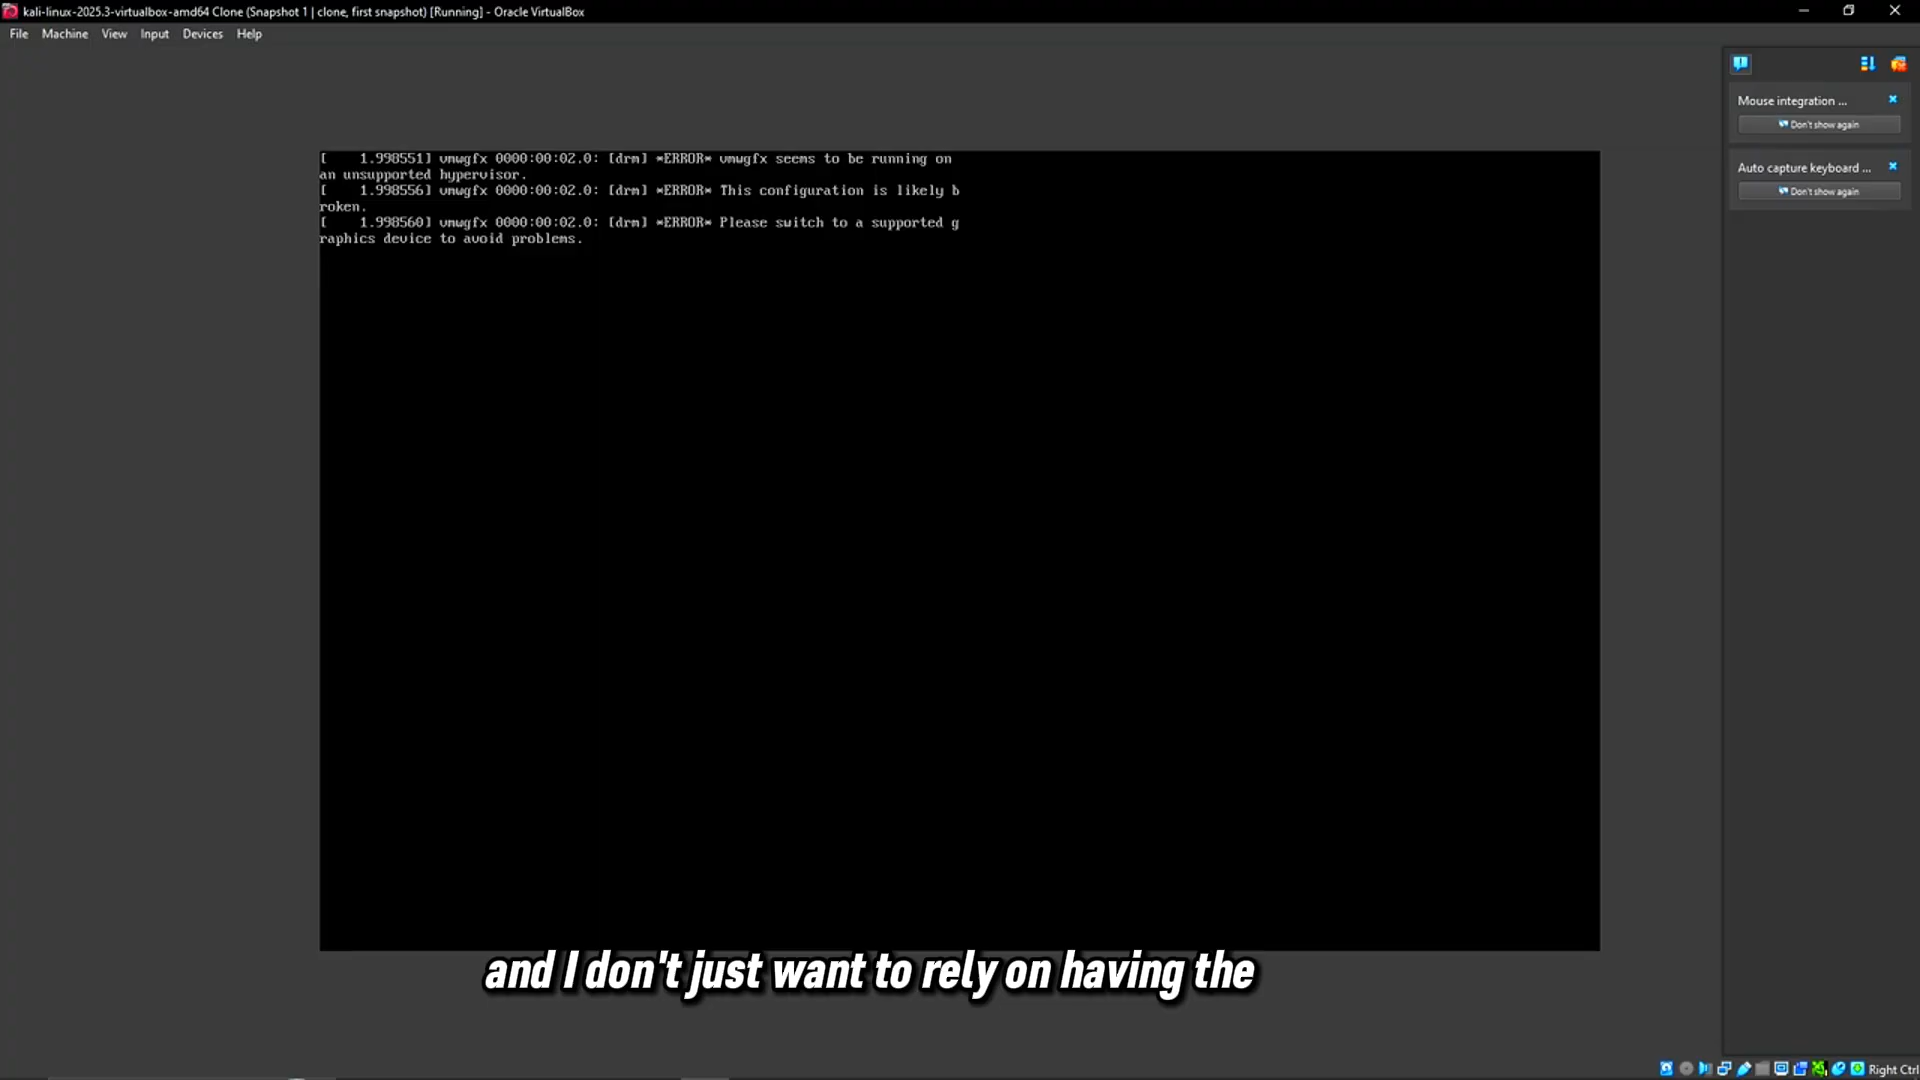 kali-linux-2025.3-virtualbox-amd64 Clone (Snapshot 1 | clone, first snapshot) [Running] - Oracle VirtualBox
File Machine View Input Devices Help
Mouse integration ...
Don't show again
Auto capture keyboard ...
Don't show again
[    1.998551] vmwgfx 0000:00:02.0: [drm] *ERROR* vmwgfx seems to be running on
an unsupported hypervisor.
[    1.998556] vmwgfx 0000:00:02.0: [drm] *ERROR* This configuration is likely b
roken.
[    1.998560] vmwgfx 0000:00:02.0: [drm] *ERROR* Please switch to a supported g
raphics device to avoid problems.
and I don't just want to rely on having the
Right Ctrl